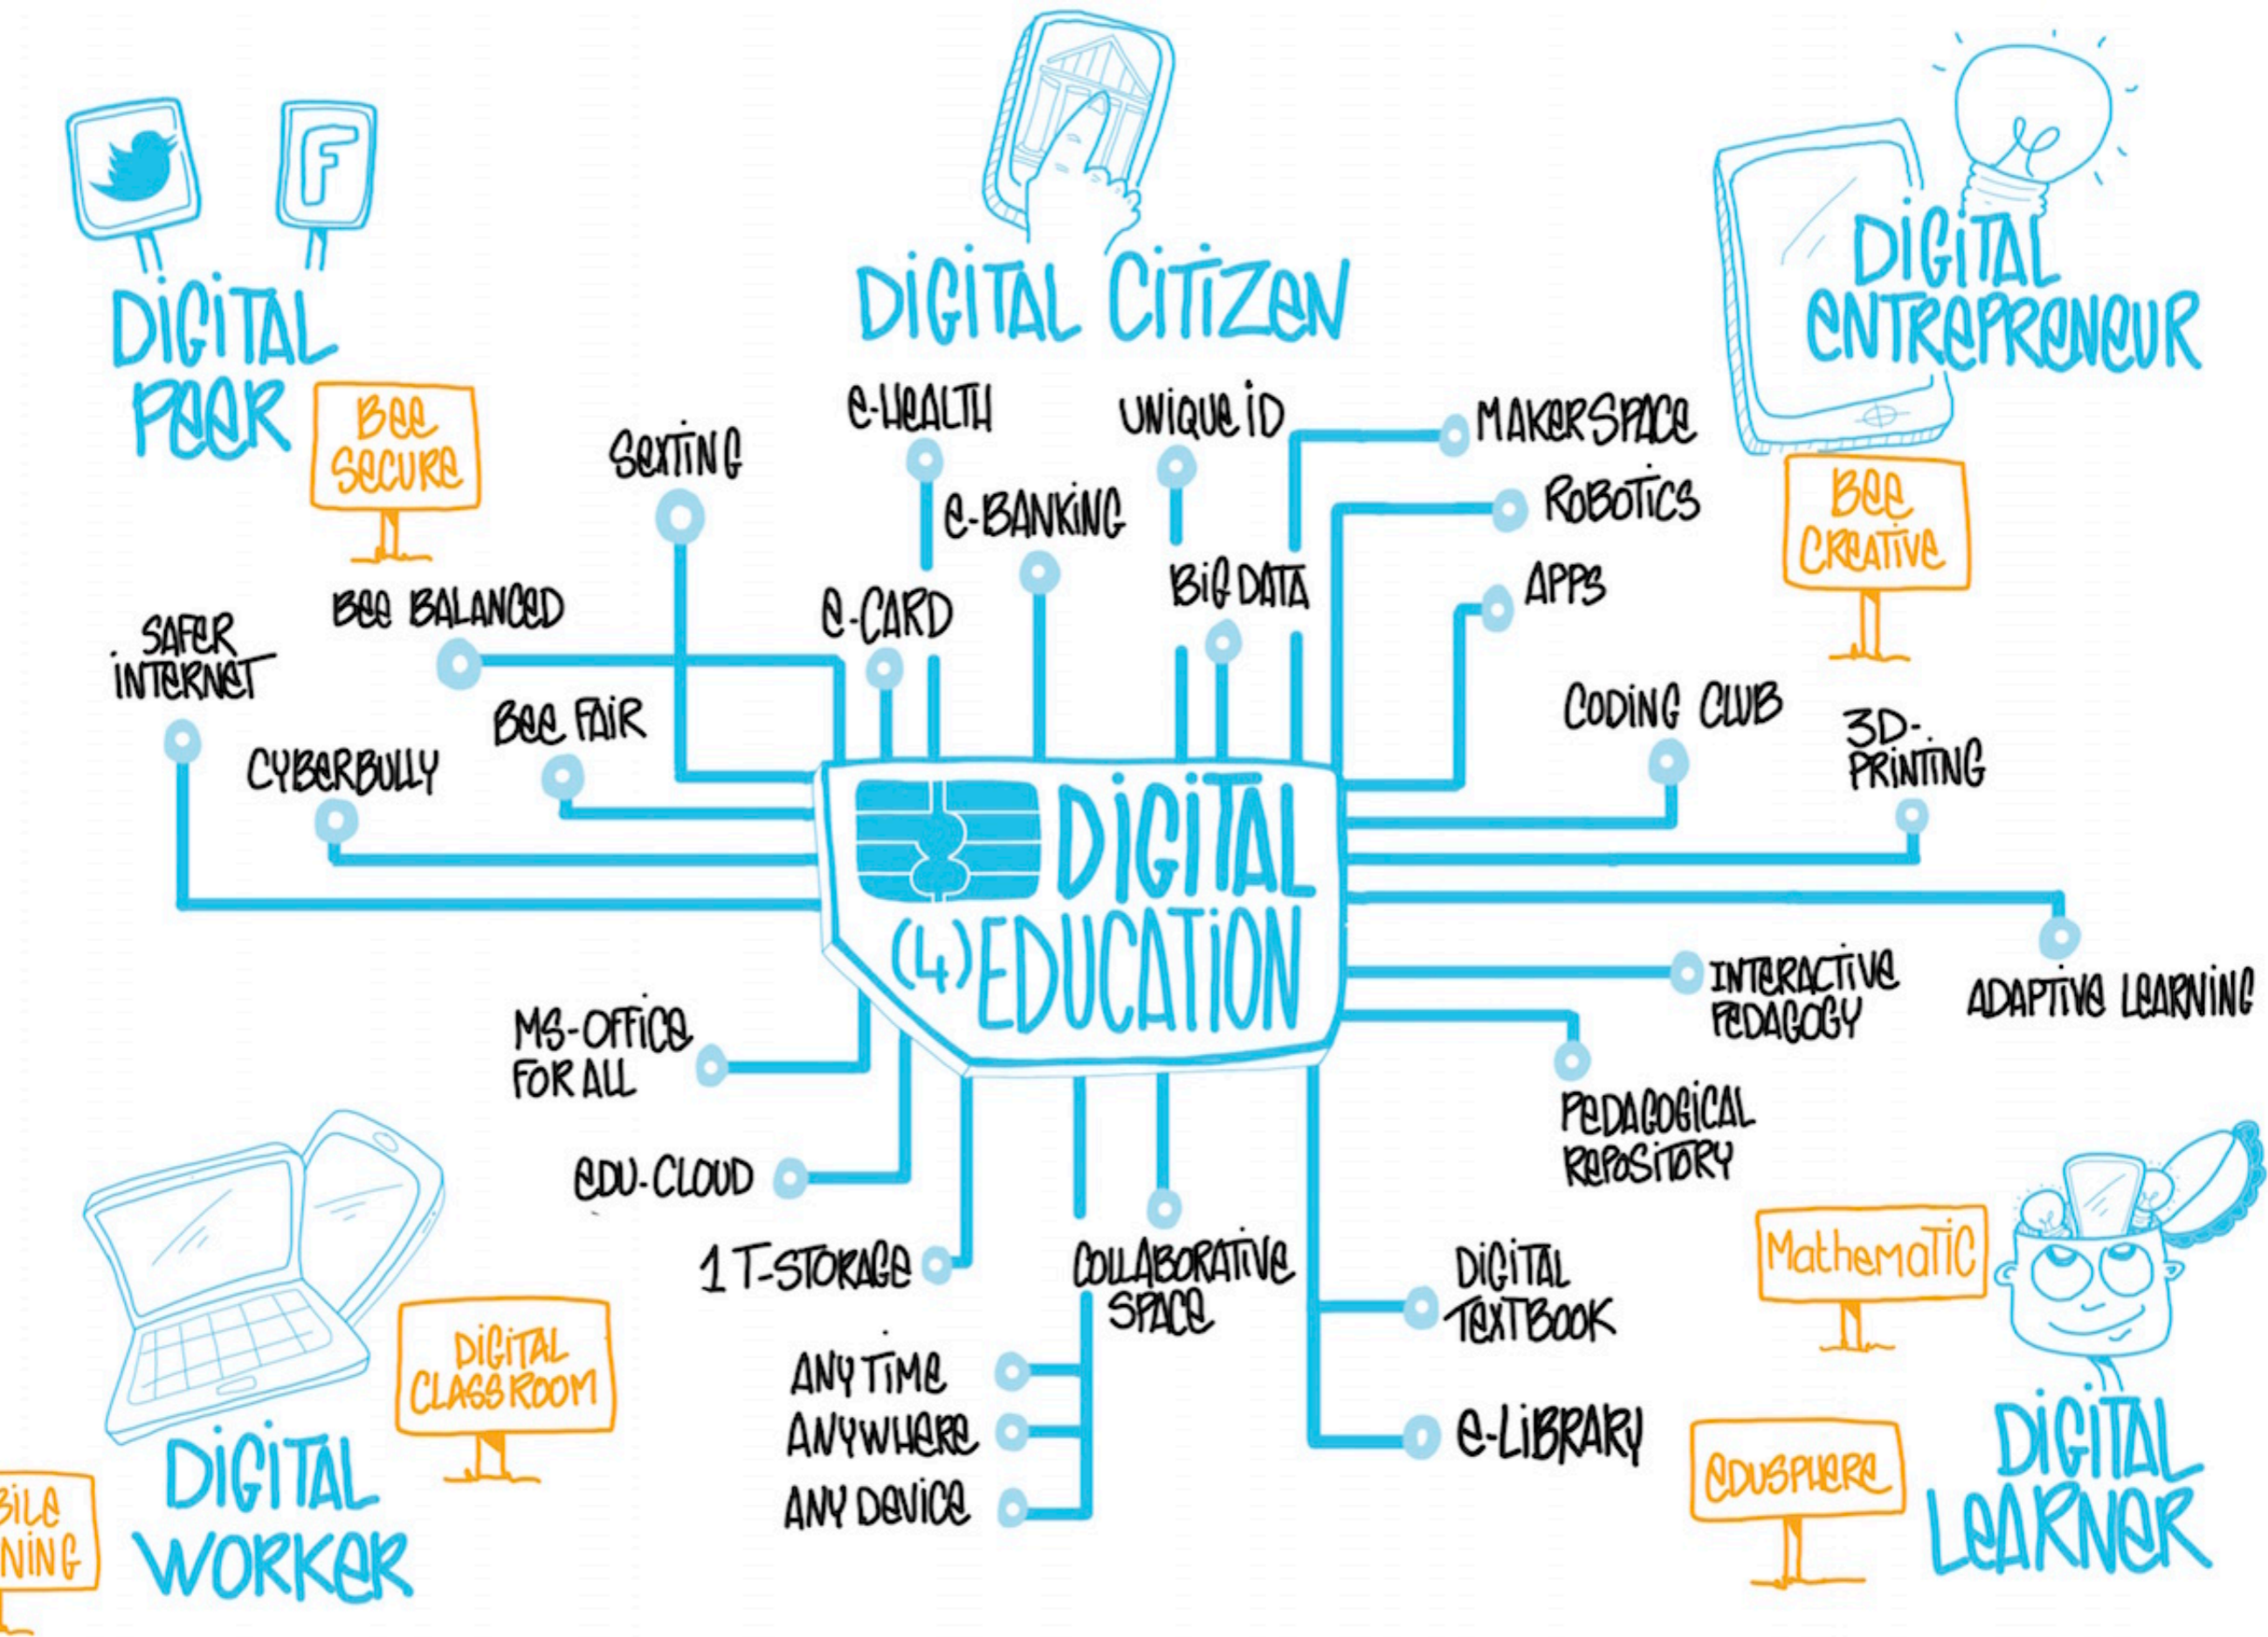 DIGITAL
PEER
BEE
SECURE
SEXTING
BEE BALANCED
SAFER
INTERNET
BEE FAIR
CYBERBULLY
F
DIGITAL CITIZEN
E-HEALTH
UNIQUE ID
E-BANKING
BIG DATA
E-CARD
DIGITAL
ENTREPRENEUR
BEE
CREATIVE
MAKERSPACE
ROBOTICS
APPS
CODING CLUB
3D-
PRINTING
DIGITAL
(4) EDUCATION
ADAPTIVE LEARNING
INTERACTIVE
PEDAGOGY
PEDAGOGICAL
REPOSITORY
MS-OFFICE
FOR ALL
EDU-CLOUD
1 T-STORAGE
COLLABORATIVE
SPACE
ANYTIME
ANYWHERE
ANY DEVICE
DIGITAL
TEXTBOOK
E-LIBRARY
DIGITAL
CLASSROOM
DIGITAL
WORKER
BILE
NING
MATHEMATIC
EDUSPHERE
DIGITAL
LEARNER